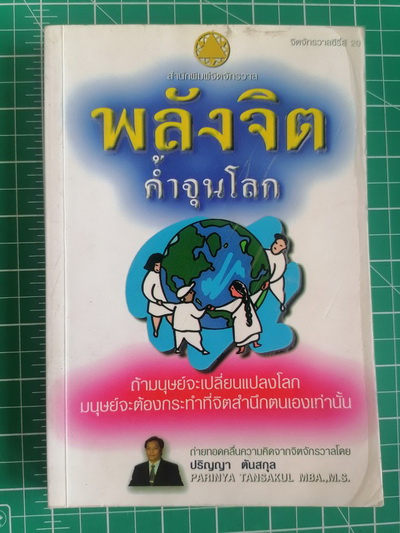 จิตจักรวาลซีรี่ส์ 20
สำนักพิมพ์จิตจักรวาล
พลังจิต
ค้ำจุนโลก
ถ้ามนุษย์จะเปลี่ยนแปลงโลก
มนุษย์จะต้องกระทำที่จิตสำนึกตนเองเท่านั้น
ถ่ายทอดคลื่นความคิดจากจิตจักรวาลโดย
ปริญญา ตันสกุล
PARINYA TANSAKUL MBA.,M.S.